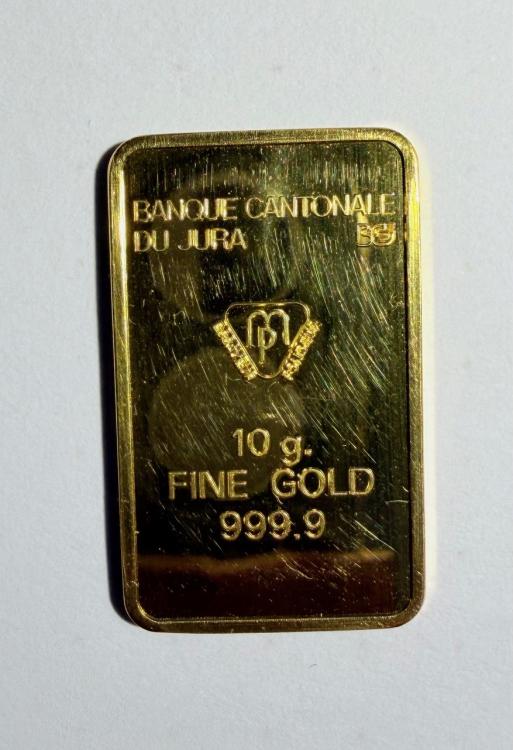 BANQUE CANTONALE
DU JURA
10 g.
FINE GOLD
999.9